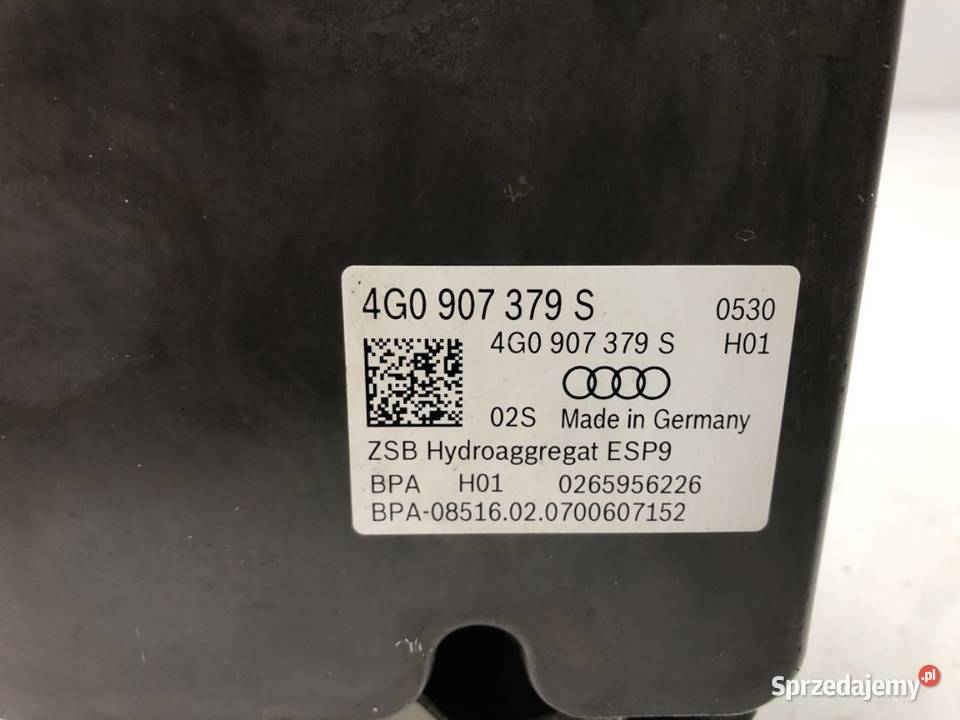 4G0 907 379 S 0530
4G0 907 379 S H01
02S Made in Germany
ZSB Hydroaggregat ESP9
BPA H01 0265956226
BPA-08516.02.0700607152
Sprzedajemy.pl